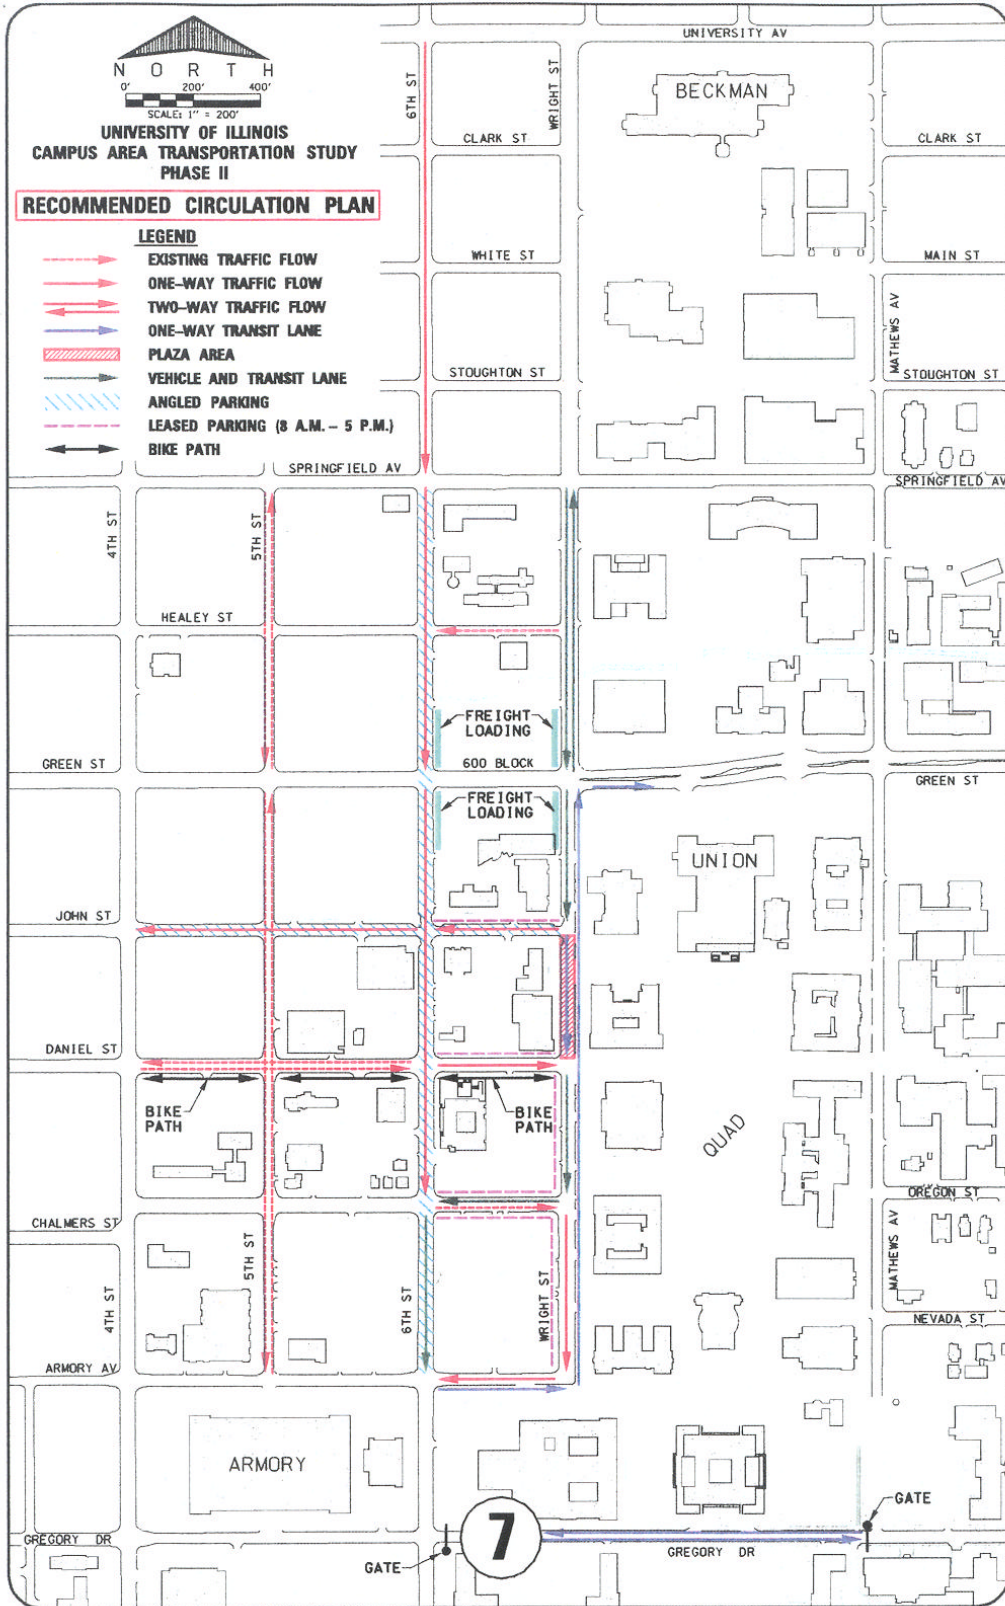 UNIVERSITY AV
NORTH
0' 200' 400'
SCALE: 1" = 200'
UNIVERSITY OF ILLINOIS
CAMPUS AREA TRANSPORTATION STUDY
PHASE II
RECOMMENDED CIRCULATION PLAN
LEGEND
EXISTING TRAFFIC FLOW
ONE-WAY TRAFFIC FLOW
TWO-WAY TRAFFIC FLOW
ONE-WAY TRANSIT LANE
PLAZA AREA
VEHICLE AND TRANSIT LANE
ANGLED PARKING
LEASED PARKING (8 A.M. - 5 P.M.)
BIKE PATH
6TH ST
WRIGHT ST
BECKMAN
CLARK ST
CLARK ST
WHITE ST
MAIN ST
MATHEWS AV
STOUGHTON ST
STOUGHTON ST
SPRINGFIELD AV
SPRINGFIELD AV
4TH ST
5TH ST
HEALEY ST
FREIGHT
LOADING
GREEN ST
600 BLOCK
GREEN ST
FREIGHT
LOADING
UNION
JOHN ST
DANIEL ST
BIKE
PATH
BIKE
PATH
QUAD
OREGON ST
CHALMERS ST
4TH ST
5TH ST
6TH ST
WRIGHT ST
MATHEWS AV
NEVADA ST
ARMORY AV
ARMORY
GATE
7
GREGORY DR
GREGORY DR
GATE